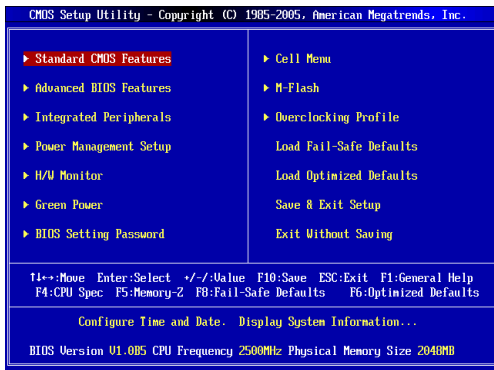 CMOS Setup Utility - Copyright (C) 1985-2005, American Megatrends, Inc.
Standard CMOS Features
Advanced BIOS Features
Integrated Peripherals
Power Management Setup
H/W Monitor
Green Power
BIOS Setting Password
Cell Menu
M-Flash
Overclocking Profile
Load Fail-Safe Defaults
Load Optimized Defaults
Save & Exit Setup
Exit Without Saving
↑↓←→:Move Enter:Select +/-/:Value F10:Save ESC:Exit F1:General Help
F4:CPU Spec F5:Memory-Z F8:Fail-Safe Defaults F6:Optimized Defaults
Configure Time and Date. Display System Information...
BIOS Version V1.0B5 CPU Frequency 2500MHz Physical Memory Size 2048MB